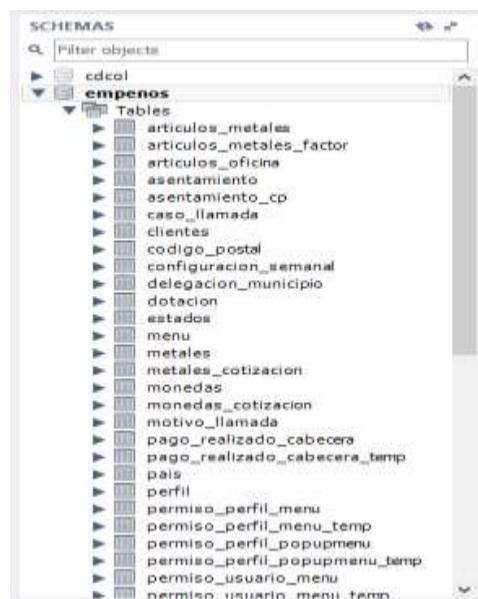 SCHEMAS
Filter objects
cdcol
empenos
Tables
articulos_metales
articulos_metales_factor
articulos_oficina
asentamiento
asentamiento_cp
caso_llamada
clientes
codigo_postal
configuracion_semanal
delegacion_municipio
dotacion
estados
menu
metales
metales_cotizacion
monedas
monedas_cotizacion
motivo_llamada
pago_realizado_cabecera
pago_realizado_cabecera_temp
pais
perfil
permiso_perfil_menu
permiso_perfil_menu_temp
permiso_perfil_popupmenu
permiso_perfil_popupmenu_temp
permiso_usuario_menu
permiso_usuario_menu_temp